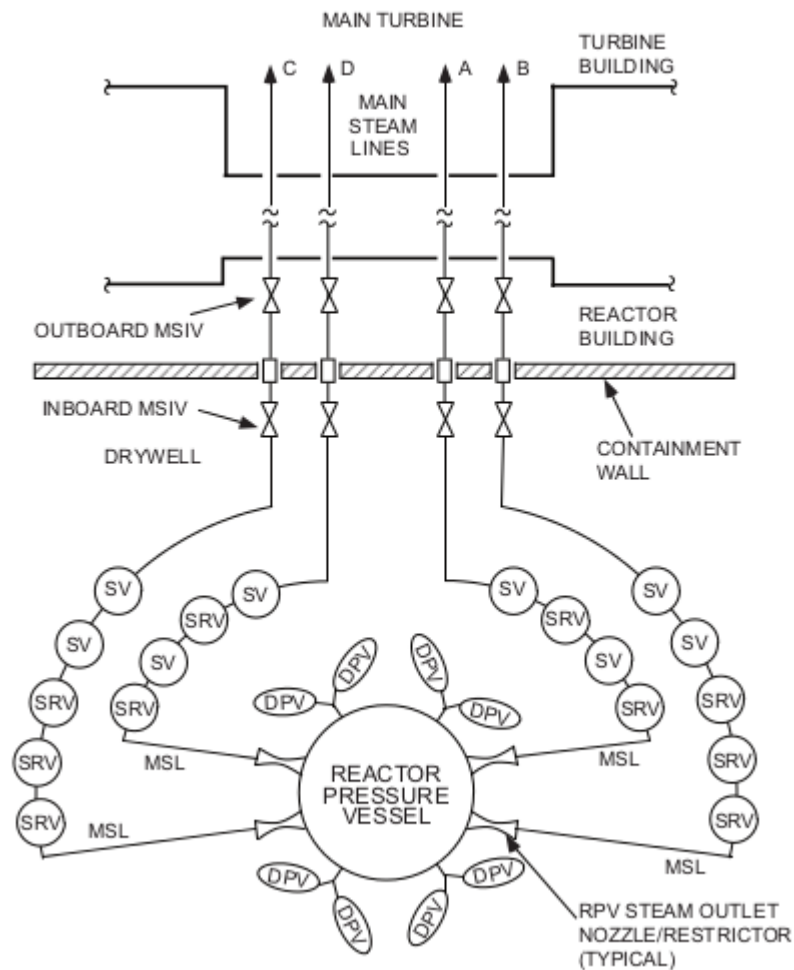 MAIN TURBINE
C
D
A
B
TURBINE
BUILDING
MAIN
STEAM
LINES
OUTBOARD MSIV
REACTOR
BUILDING
INBOARD MSIV
DRYWELL
CONTAINMENT
WALL
SV
SV
SRV
SRV
SRV
SV
SRV
SV
SRV
SV
SRV
SV
SRV
SV
SV
SRV
SRV
SRV
DPV
DPV
DPV
DPV
MSL
MSL
REACTOR
PRESSURE
VESSEL
MSL
MSL
DPV
DPV
DPV
DPV
RPV STEAM OUTLET
NOZZLE/RESTRICTOR
(TYPICAL)